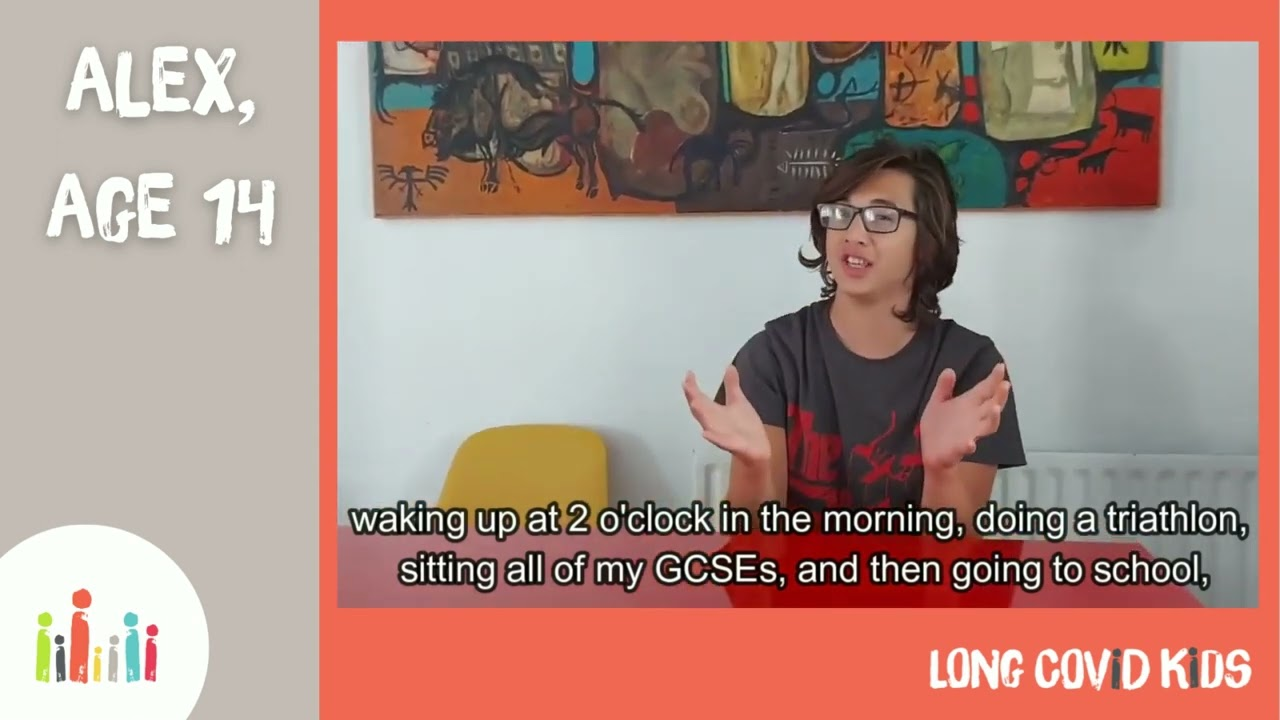 ALEX,
AGE 14
The
waking up at 2 o'clock in the morning, doing a triathlon,
sitting all of my GCSEs, and then going to school,
LONG COVID KIDS